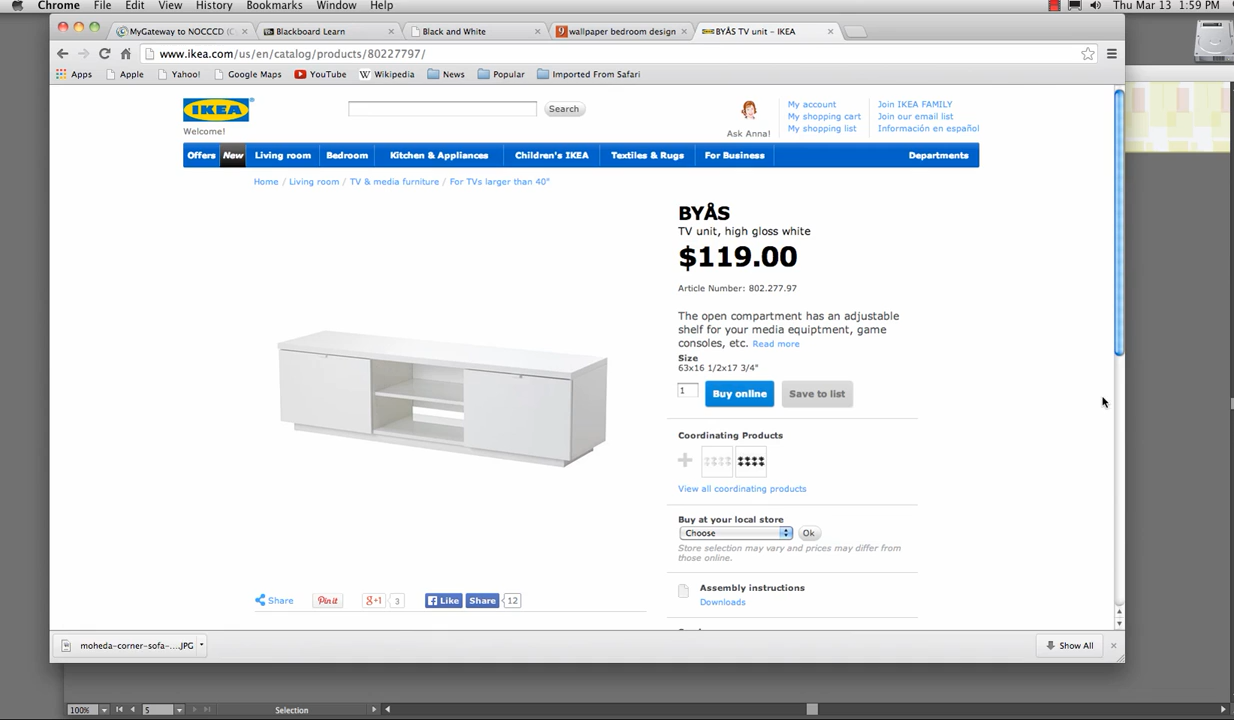 Chrome File Edit View History Bookmarks Window Help Thu Mar 13 1:59 PM
MyGateway to NOCCCD (C Blackboard Learn Black and White wallpaper bedroom design BYÅS TV unit - IKEA
www.ikea.com/us/en/catalog/products/80227797/
Apps Apple Yahoo! Google Maps YouTube Wikipedia News Popular Imported From Safari
IKEA
Welcome!
Search
Ask Anna!
My account
My shopping cart
My shopping list
Join IKEA FAMILY
Join our email list
Información en español
Offers New Living room Bedroom Kitchen & Appliances Children's IKEA Textiles & Rugs For Business Departments
Home / Living room / TV & media furniture / For TVs larger than 40"
BYÅS
TV unit, high gloss white
$119.00
Article Number: 802.277.97
The open compartment has an adjustable
shelf for your media equiptment, game
consoles, etc. Read more
Size
63x16 1/2x17 3/4"
1 Buy online Save to list
Coordinating Products
View all coordinating products
Buy at your local store
Choose Ok
Store selection may vary and prices may differ from
those online.
Assembly instructions
Downloads
Share Pin it g+1 3 Like Share 12
moheda-corner-sofa-....JPG Show All
100% 5 Selection